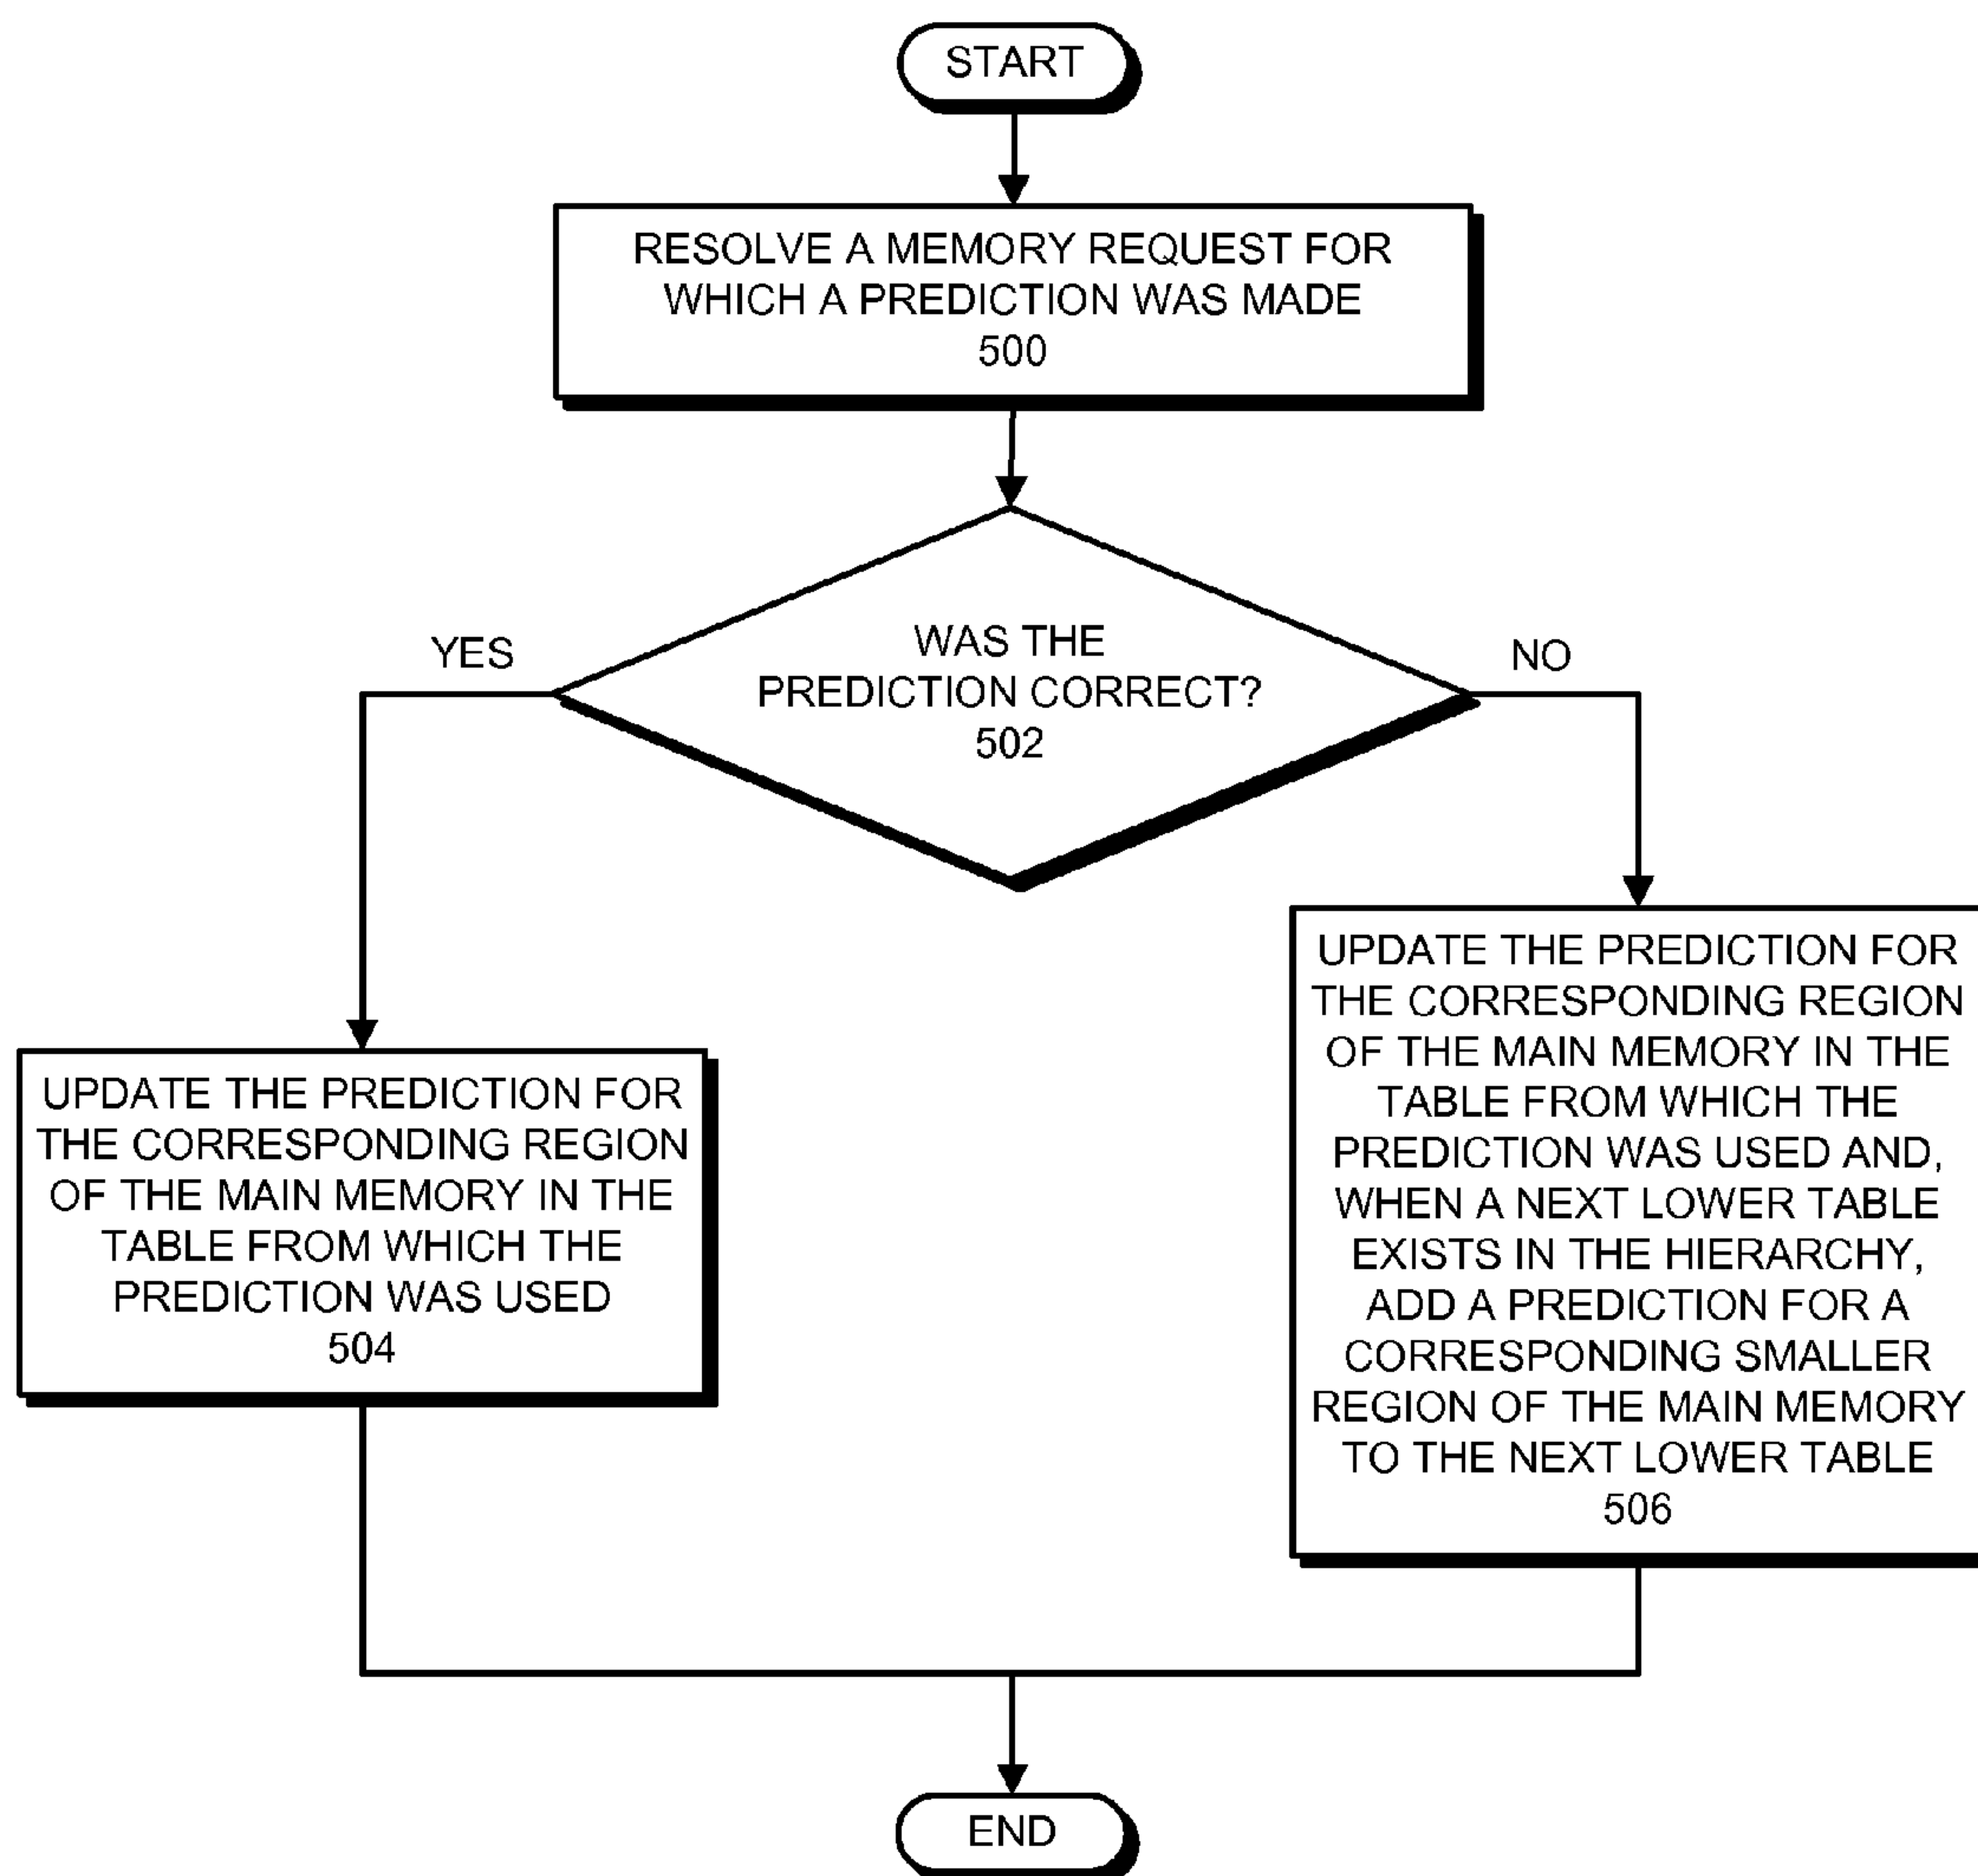 START
RESOLVE A MEMORY REQUEST FOR
WHICH A PREDICTION WAS MADE
500
WAS THE
PREDICTION CORRECT?
502
YES
NO
UPDATE THE PREDICTION FOR
THE CORRESPONDING REGION
OF THE MAIN MEMORY IN THE
TABLE FROM WHICH THE
PREDICTION WAS USED
504
UPDATE THE PREDICTION FOR
THE CORRESPONDING REGION
OF THE MAIN MEMORY IN THE
TABLE FROM WHICH THE
PREDICTION WAS USED AND,
WHEN A NEXT LOWER TABLE
EXISTS IN THE HIERARCHY,
ADD A PREDICTION FOR A
CORRESPONDING SMALLER
REGION OF THE MAIN MEMORY
TO THE NEXT LOWER TABLE
506
END